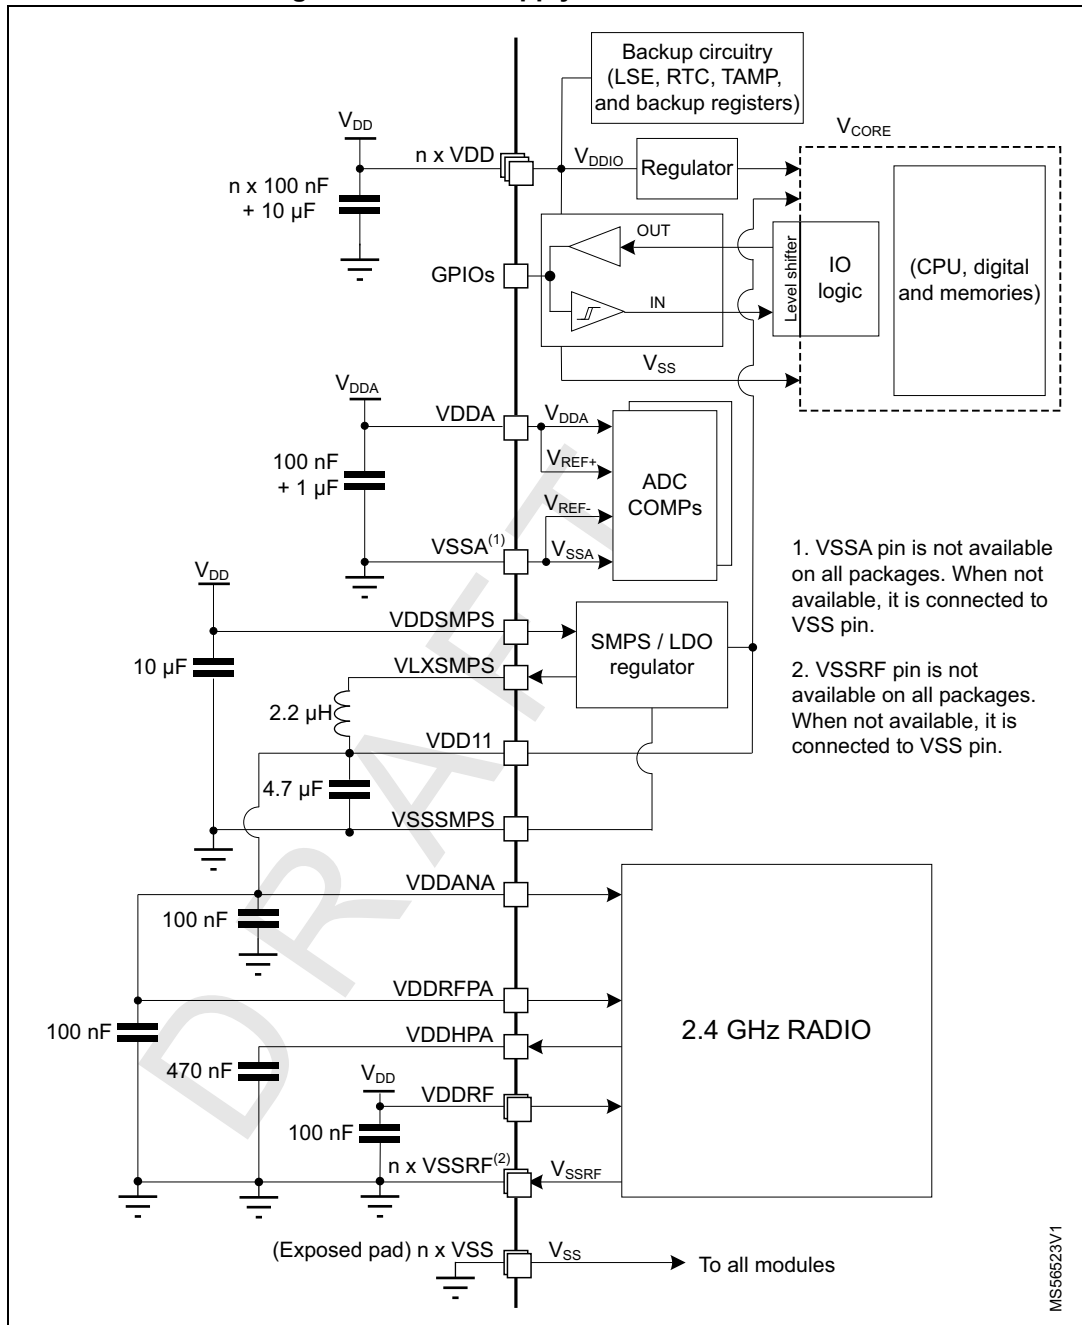 Backup circuitry
(LSE, RTC, TAMP,
and backup registers)
VDD
VCORE
n x VDD
VDDIO
Regulator
n x 100 nF
+ 10 µF
OUT
GPIOs
IN
Level shifter
IO
logic
(CPU, digital
and memories)
VSS
VDDA
VDDA
VDDA
100 nF
+ 1 µF
VREF+
ADC
COMPs
VREF-
VSSA(1)
VSSA
1. VSSA pin is not available
on all packages. When not
available, it is connected to
VSS pin.
2. VSSRF pin is not
available on all packages.
When not available, it is
connected to VSS pin.
VDD
VDDSMPS
SMPS / LDO
regulator
10 µF
VLXSMPS
2.2 µH
VDD11
4.7 µF
VSSSMPS
VDDANA
100 nF
VDDRFPA
100 nF
VDDHPA
2.4 GHz RADIO
470 nF
VDD
VDDRF
100 nF
n x VSSRF(2)
VSSRF
(Exposed pad) n x VSS
VSS
To all modules
MS56523V1
DRAFT